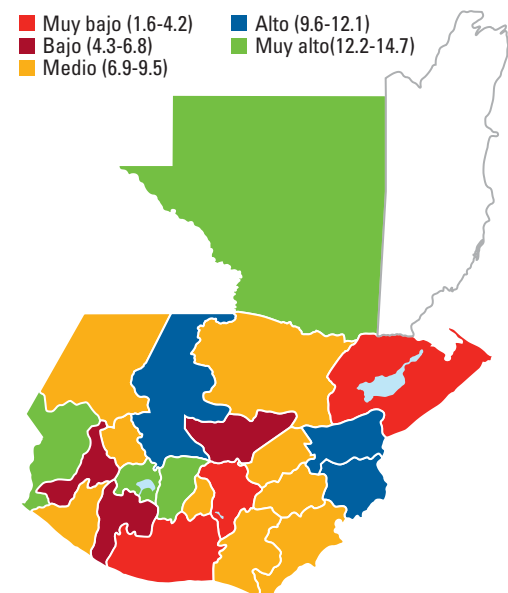 Muy bajo (1.6-4.2)
Bajo (4.3-6.8)
Medio (6.9-9.5)
Alto (9.6-12.1)
Muy alto(12.2-14.7)